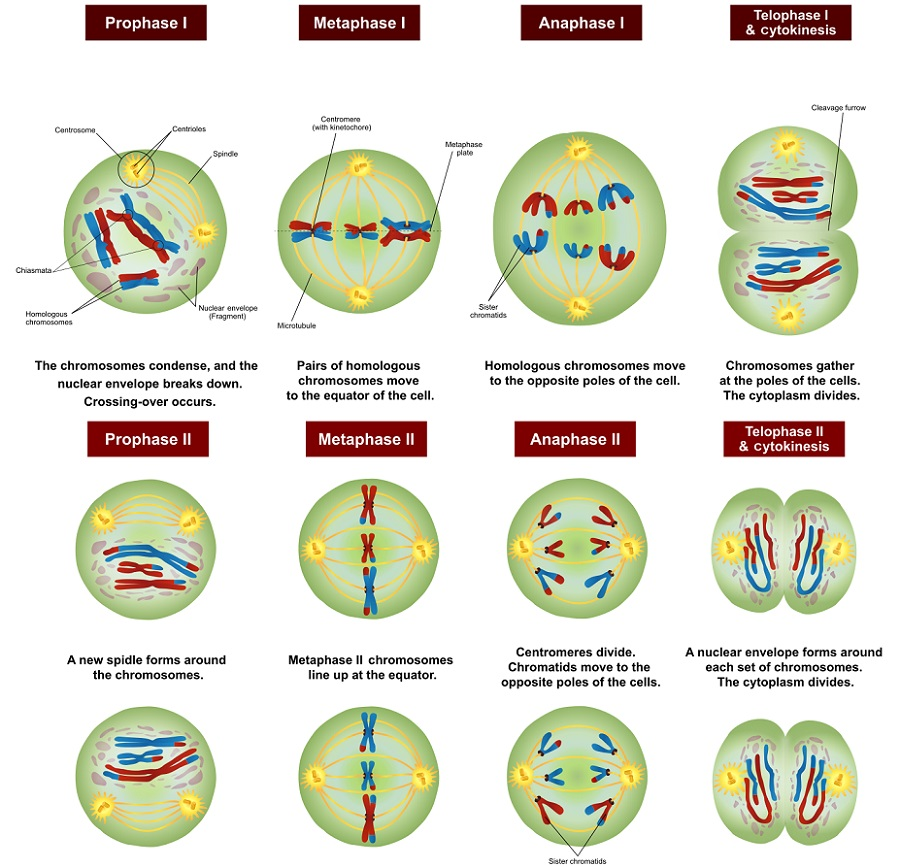 Prophase I
Metaphase I
Anaphase I
Telophase I
& Cytokinesis
Cleavage furrow
Centrosome
Centrioles
Spindle
Chiasmata
Homologous
chromosomes
Nuclear envelope
(Fragment)
Centromere
(with kinetochore)
Metaphase
plate
Microtubule
Sister
chromatids
The chromosomes condense, and the
nuclear envelope breaks down.
Crossing-over occurs.
Pairs of homologous
chromosomes move
to the equator of the cell.
Homologous chromosomes move
to the opposite poles of the cell.
Chromosomes gather
at the poles of the cells.
The cytoplasm divides.
Prophase II
Metaphase II
Anaphase II
Telophase II
& Cytokinesis
A new spidle forms around
the chromosomes.
Metaphase II chromosomes
line up at the equator.
Centromeres divide.
Chromatids move to the
opposite poles of the cells.
A nuclear envelope forms around
each set of chromosomes.
The cytoplasm divides.
Sister chromatids